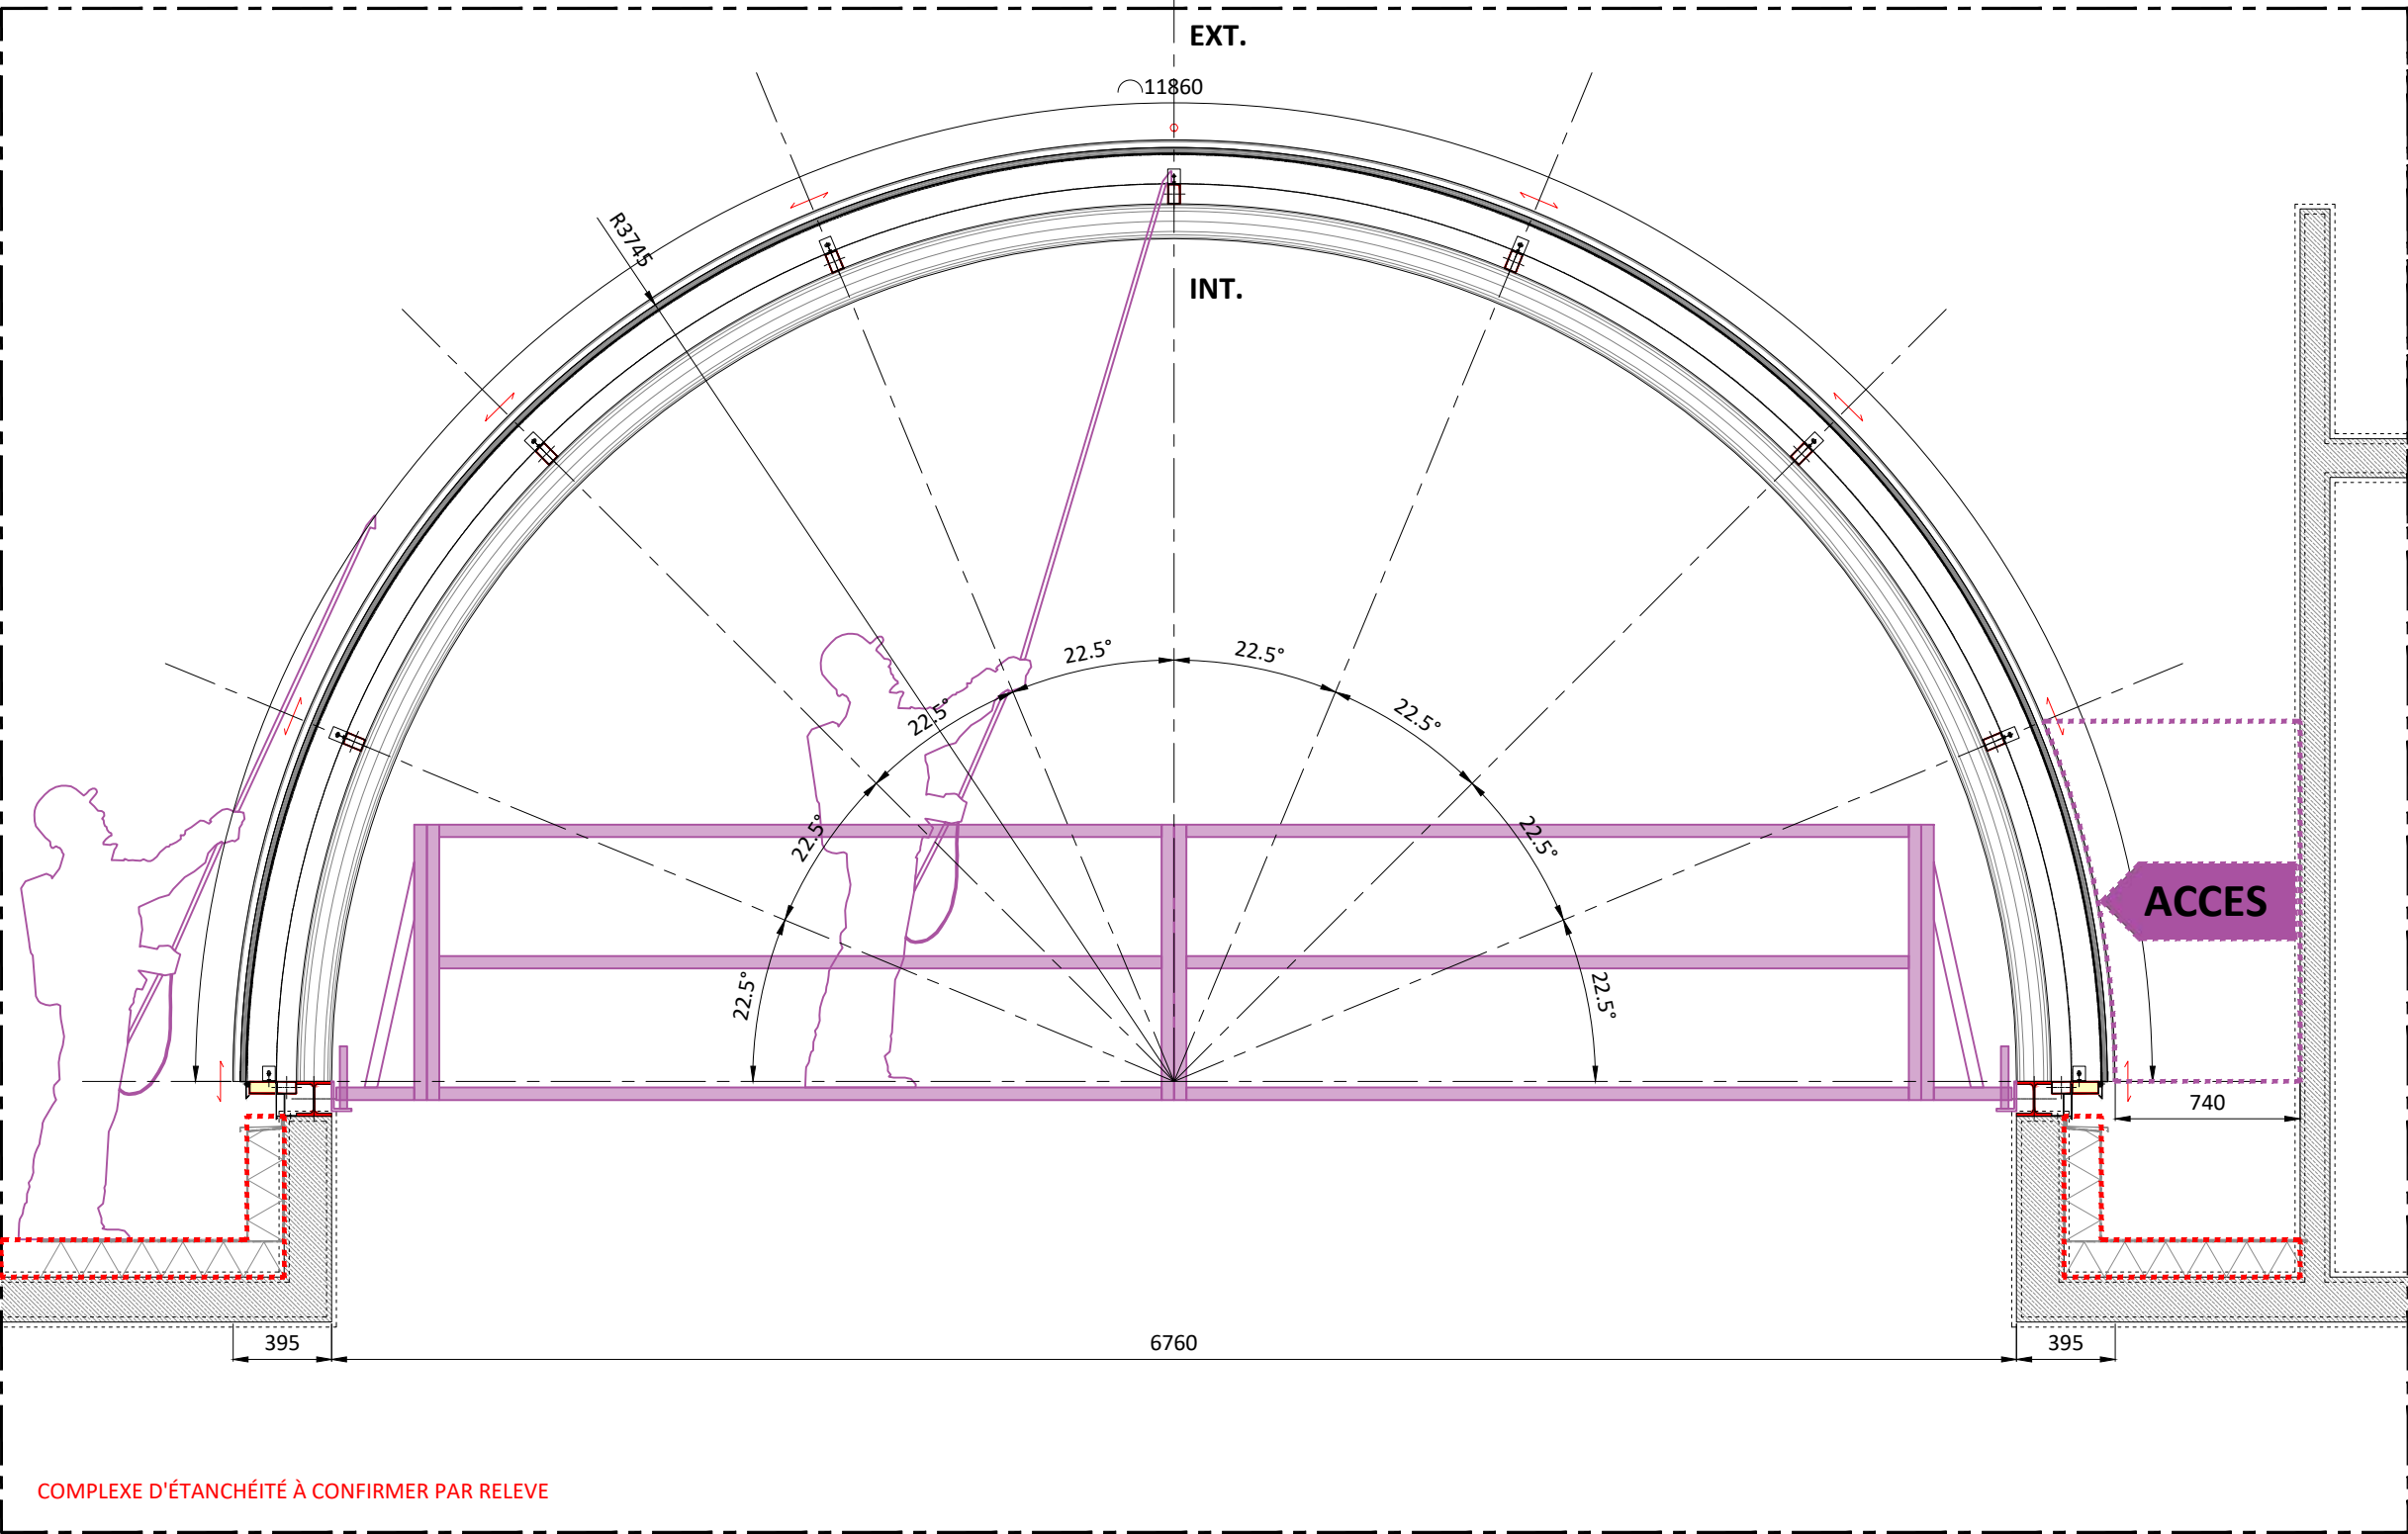 EXT.
⌒11860
R3745
INT.
22.5°
22.5°
22.5°
22.5°
22.5°
22.5°
22.5°
22.5°
ACCES
740
395
6760
395
COMPLEXE D'ÉTANCHÉITÉ À CONFIRMER PAR RELEVE